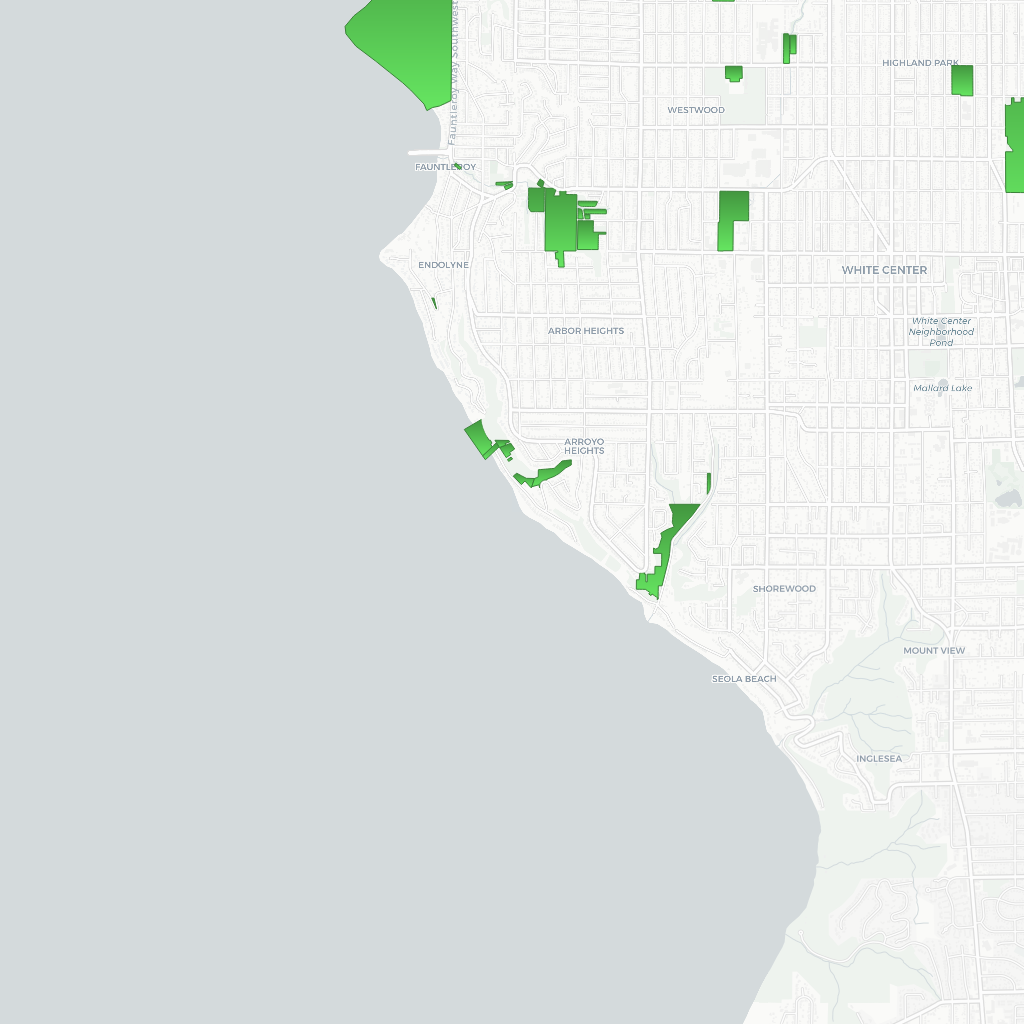 Fauntleroy Way Southwest
HIGHLAND PARK
WESTWOOD
FAUNTLEROY
ENDOLYNE
WHITE CENTER
White Center
Neighborhood
Pond
ARBOR HEIGHTS
Mallard Lake
ARROYO
HEIGHTS
SHOREWOOD
MOUNT VIEW
SEOLA BEACH
INGLESEA